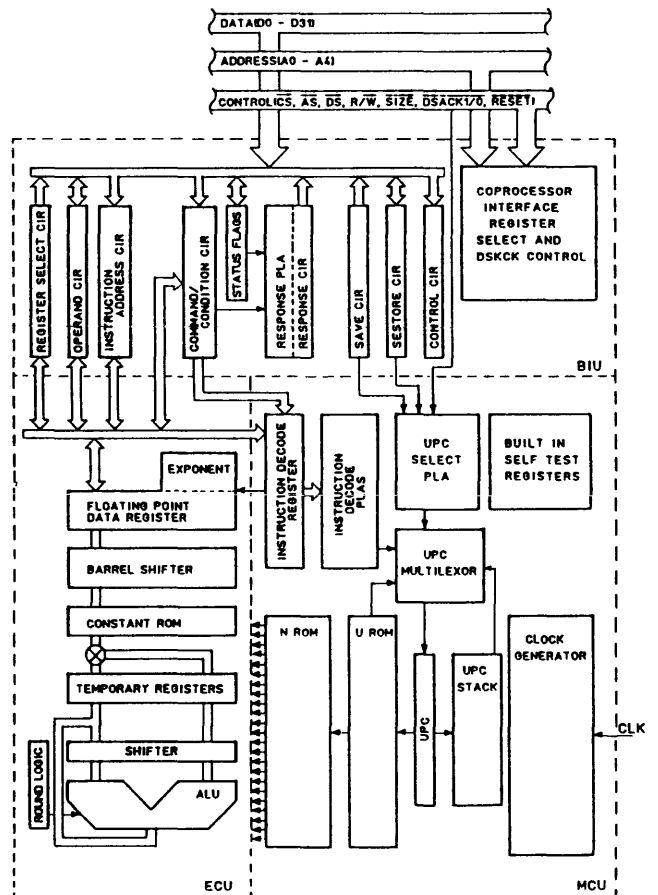 DATA(D0 - D31)
ADDRESS(A0 - A4)
CONTROL(CS, AS, DS, R/W, SIZE, DSACK1/0, RESET)
REGISTER SELECT CIR
OPERAND CIR
INSTRUCTION
ADDRESS CIR
COMMAND/
CONDITION CIR
STATUS FLAGS
RESPONSE PLA
RESPONSE CIR
SAVE CIR
SESTORE CIR
CONTROL CIR
COPROCESSOR
INTERFACE
REGISTER
SELECT AND
DSKCK CONTROL
BIU
EXPONENT
FLOATING POINT
DATA REGISTER
BARREL SHIFTER
CONSTANT ROM
TEMPORARY REGISTERS
SHIFTER
ROUND LOGIC
ALU
ECU
INSTRUCTION DECODE
REGISTER
INSTRUCTION
DECODE PLAS
UPC
SELECT
PLA
BUILT IN
SELF TEST
REGISTERS
UPC
MULTILEXOR
N ROM
U ROM
UPC
UPC
STACK
CLOCK
GENERATOR
CLK
MCU